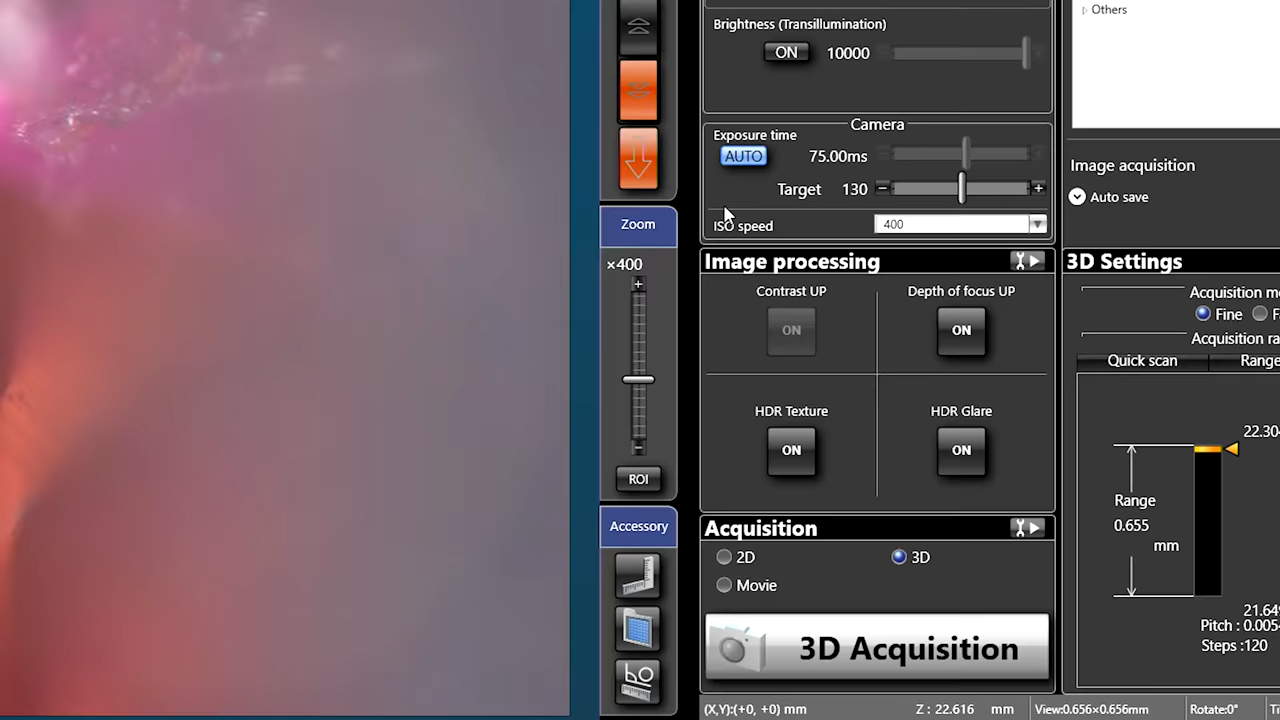 Brightness (Transillumination)
ON 10000
Camera
Exposure time
AUTO 75.00ms
Target 130
ISO speed 400
Zoom
×400
ROI
Accessory
Image processing
Contrast UP
ON
Depth of focus UP
ON
HDR Texture
ON
HDR Glare
ON
Acquisition
2D
3D
Movie
3D Acquisition
Others
Image acquisition
Auto save
3D Settings
Acquisition
Fine
Acquisition
Quick scan Range
Range
0.655
mm
Steps :120
(X,Y):(+0, +0) mm
Z : 22.616 mm
View:0.656×0.656mm
Rotate:0°